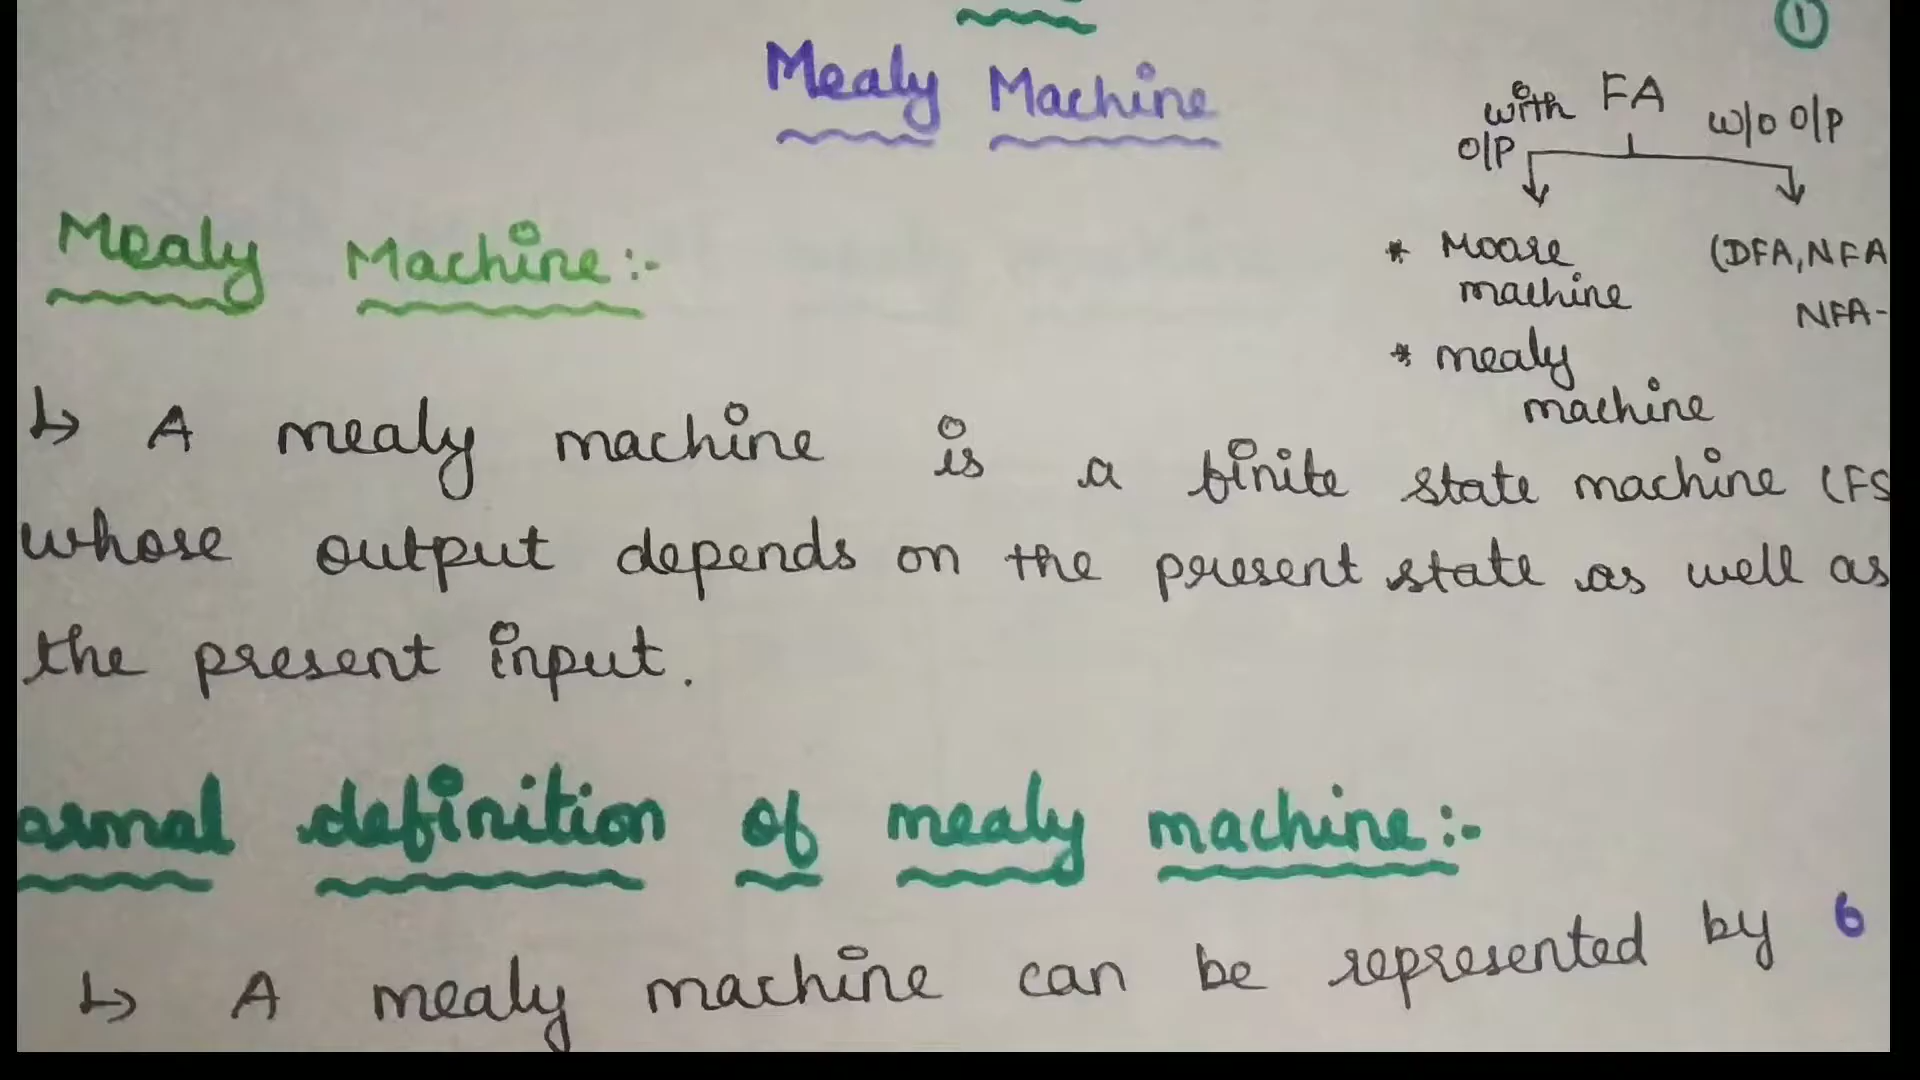 Mealy Machine
1
FA
with
O/P
w/o O/P
* Moore
machine
* mealy
machine
(DFA, NFA
NFA-
Mealy Machine:-
↳ A mealy machine is a finite state machine (FS
whose output depends on the present state as well as
the present input.
ormal definition of mealy machine:-
↳ A mealy machine can be represented by 6